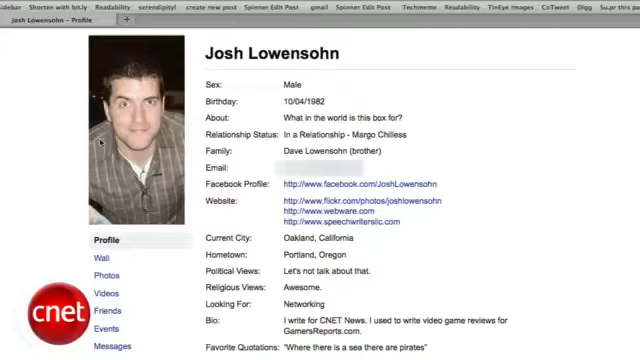 idebar Shorten with bit.ly Readability serendipity! create new post Spinner Edit Post gmail Spinner Edit Post Techmeme Readability TinEye Images CoTweet Digg Su.pr this pa
Josh Lowensohn – Profile +
Josh Lowensohn
Sex: Male
Birthday: 10/04/1982
About: What in the world is this box for?
Relationship Status: In a Relationship - Margo Chilless
Family: Dave Lowensohn (brother)
Email:
Facebook Profile: http://www.facebook.com/JoshLowensohn
Website: http://www.flickr.com/photos/joshlowensohn
http://www.webware.com
http://www.speechwritersllc.com
Current City: Oakland, California
Hometown: Portland, Oregon
Political Views: Let's not talk about that.
Religious Views: Awesome.
Looking For: Networking
Bio: I write for CNET News. I used to write video game reviews for
GamersReports.com.
Favorite Quotations: "Where there is a sea there are pirates"
Profile
Wall
Photos
Videos
Friends
Events
Messages
cnet